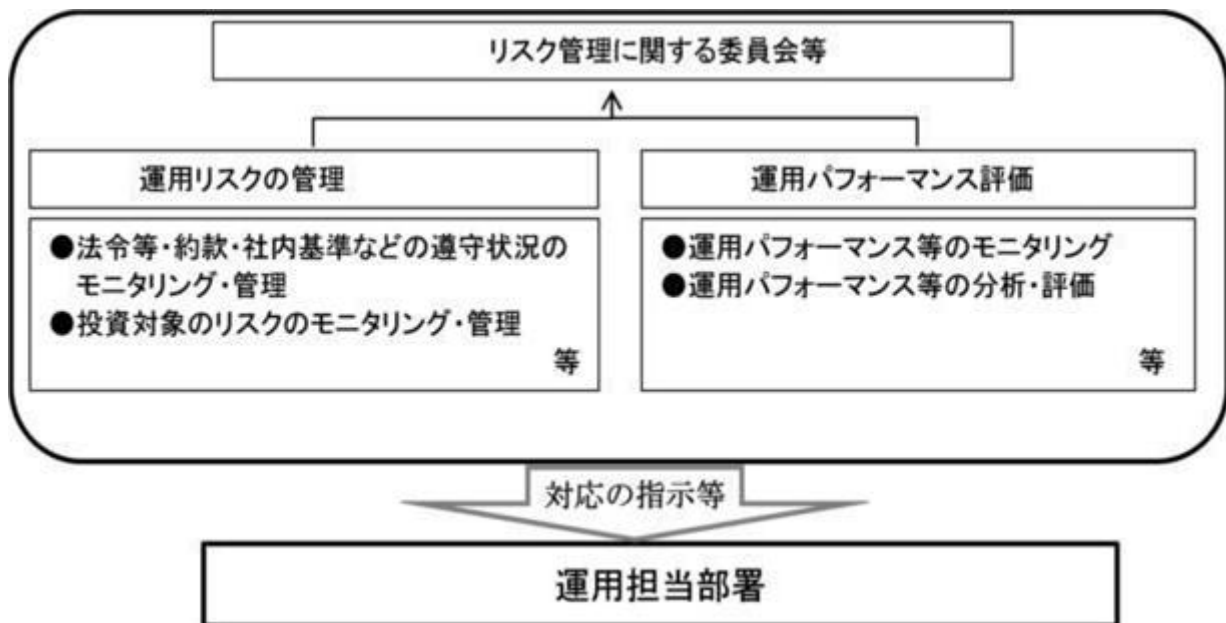 リスク管理に関する委員会等
運用リスクの管理
●法令等・約款・社内基準などの遵守状況の
モニタリング・管理
●投資対象のリスクのモニタリング・管理
等
運用パフォーマンス評価
●運用パフォーマンス等のモニタリング
●運用パフォーマンス等の分析・評価
等
対応の指示等
運用担当部署